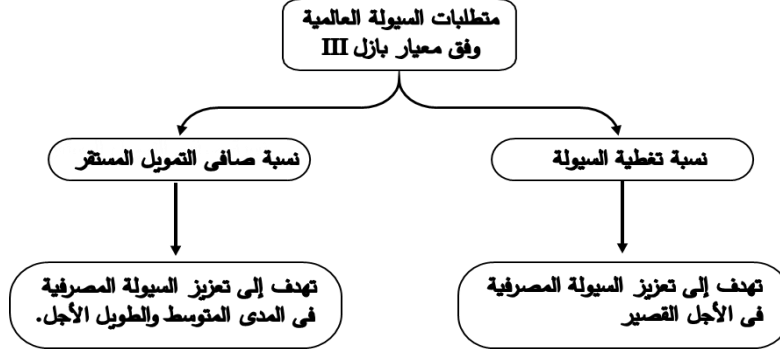 متطلبات السيولة العالمية
وفق معيار بازل III
نسبة تغطية السيولة
نسبة صافى التمويل المستقر
تهدف إلى تعزيز السيولة المصرفية
فى الأجل القصير
تهدف إلى تعزيز السيولة المصرفية
فى المدى المتوسط والطويل الأجل.